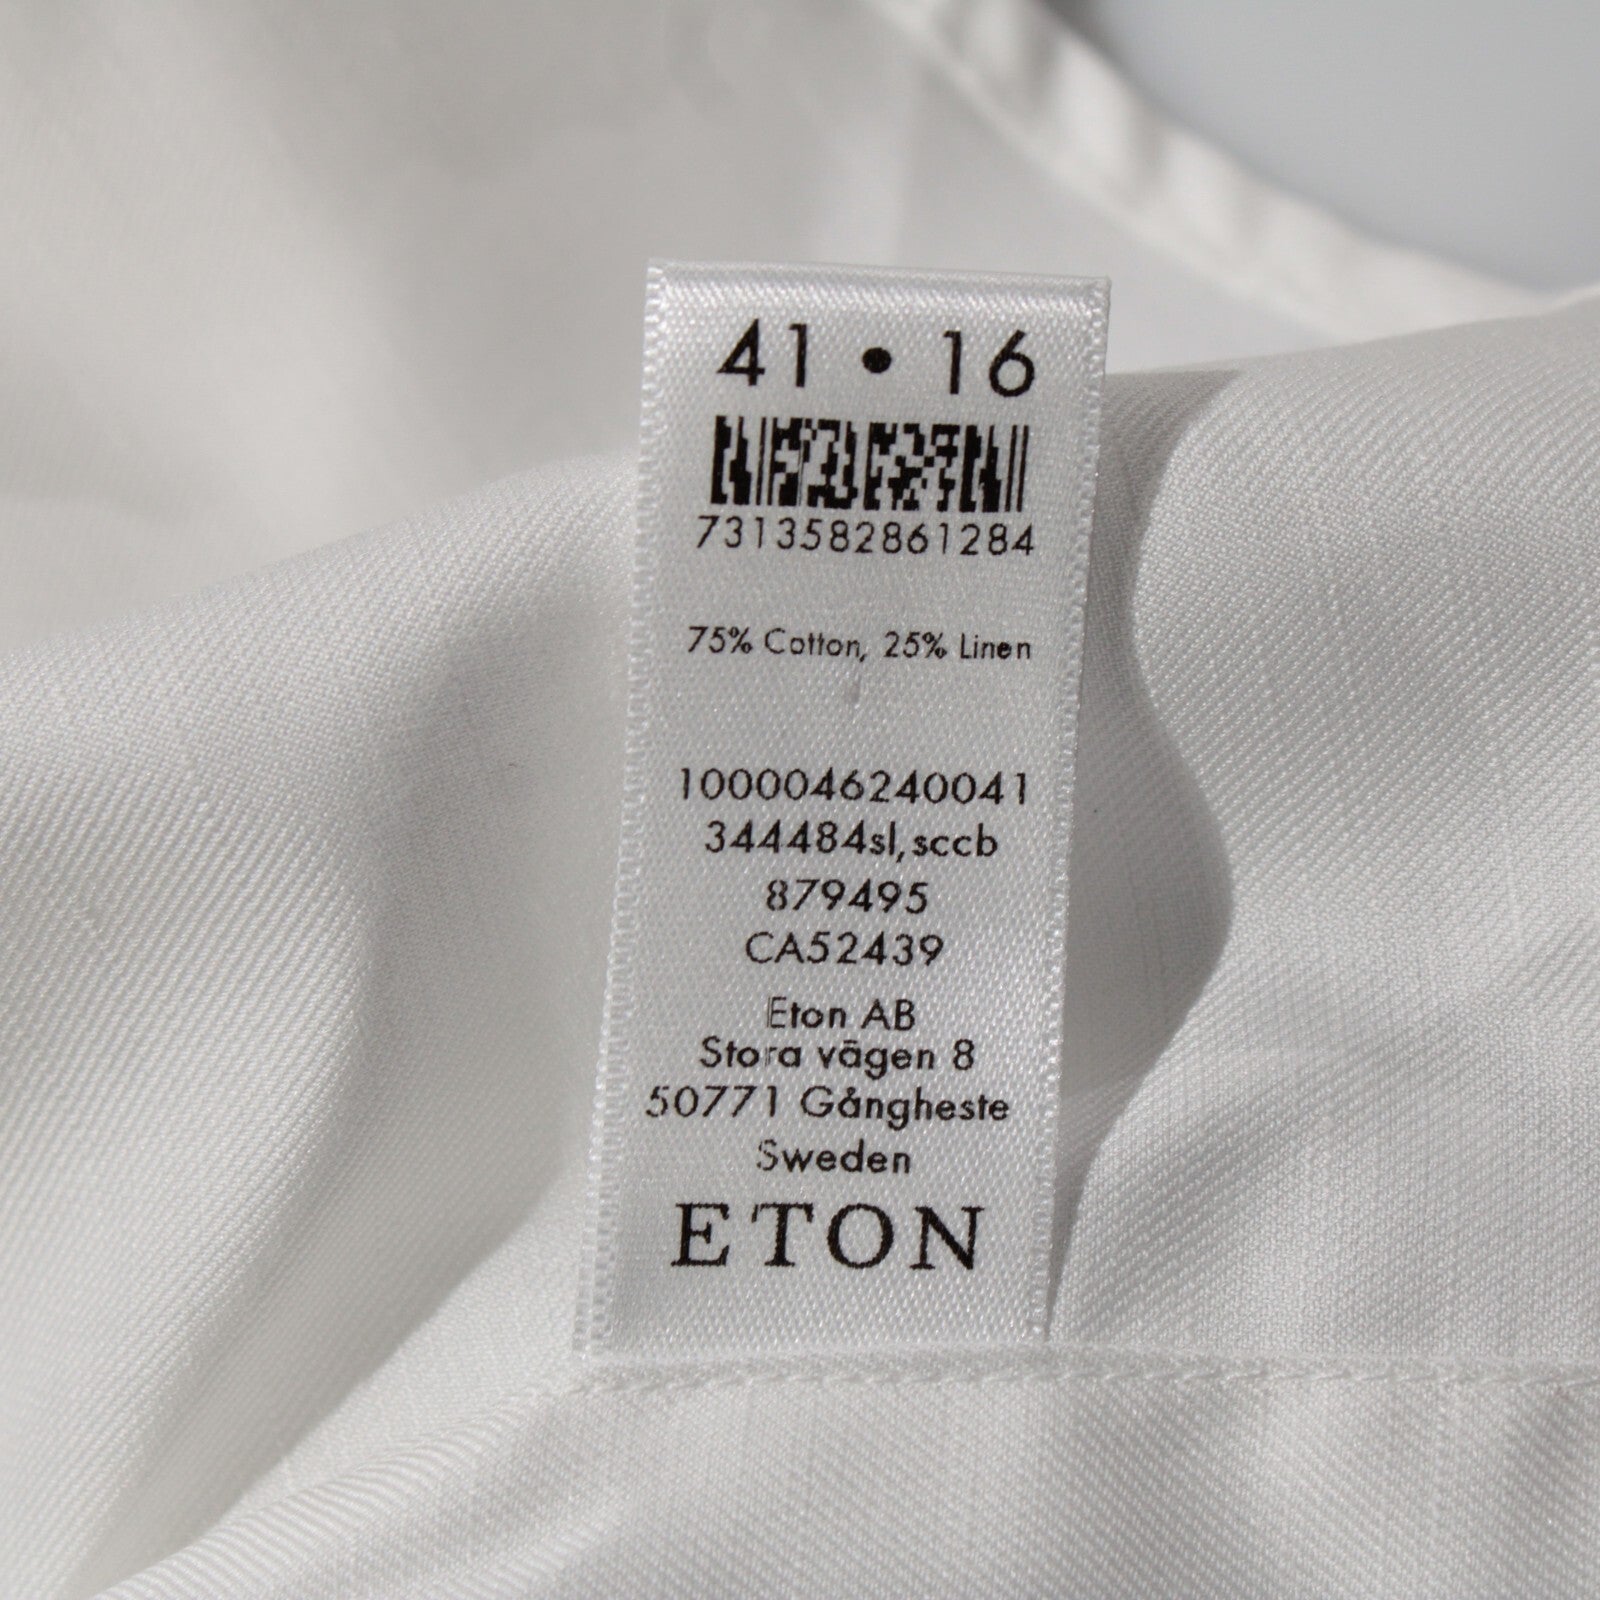 41 • 16
7313582861284
75% Cotton, 25% Linen
1000046240041
344484sl,sccb
879495
CA52439
Eton AB
Stora vägen 8
50771 Gångheste
Sweden
ETON